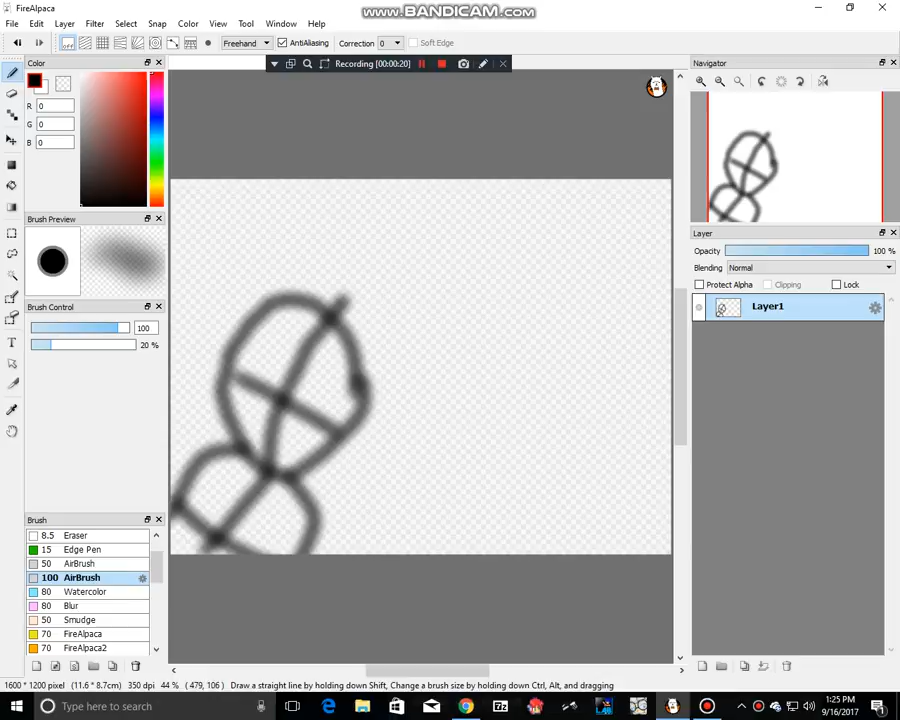 FireAlpaca
www.BANDICAM.com
File Edit Layer Filter Select Snap Color View Tool Window Help
OFF Freehand AntiAliasing Correction 0 Soft Edge
Recording [00:00:20]
Color
R 0
G 0
B 0
Brush Preview
Brush Control
100
20 %
Brush
8.5 Eraser
15 Edge Pen
50 AirBrush
100 AirBrush
80 Watercolor
80 Blur
50 Smudge
70 FireAlpaca
70 FireAlpaca2
Navigator
Layer
Opacity 100 %
Blending Normal
Protect Alpha Clipping Lock
Layer1
1600 * 1200 pixel (11.6 * 8.7cm) 350 dpi 44 % ( 479, 106 ) Draw a straight line by holding down Shift, Change a brush size by holding down Ctrl, Alt, and dragging
Type here to search
1:25 PM
9/16/2017